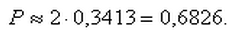 P ≈ 2 · 0,3413 = 0,6826.